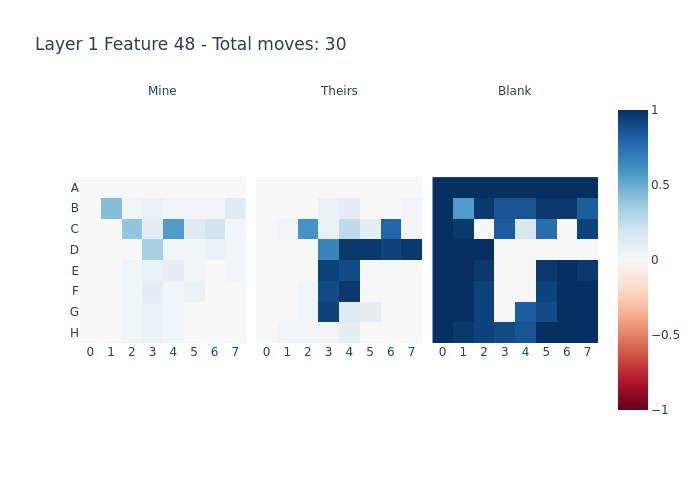 Layer 1 Feature 48 - Total moves: 30
Mine Theirs Blank
A
B
C
D
E
F
G
H
0 1 2 3 4 5 6 7 0 1 2 3 4 5 6 7 0 1 2 3 4 5 6 7
1
0.5
0
−0.5
−1